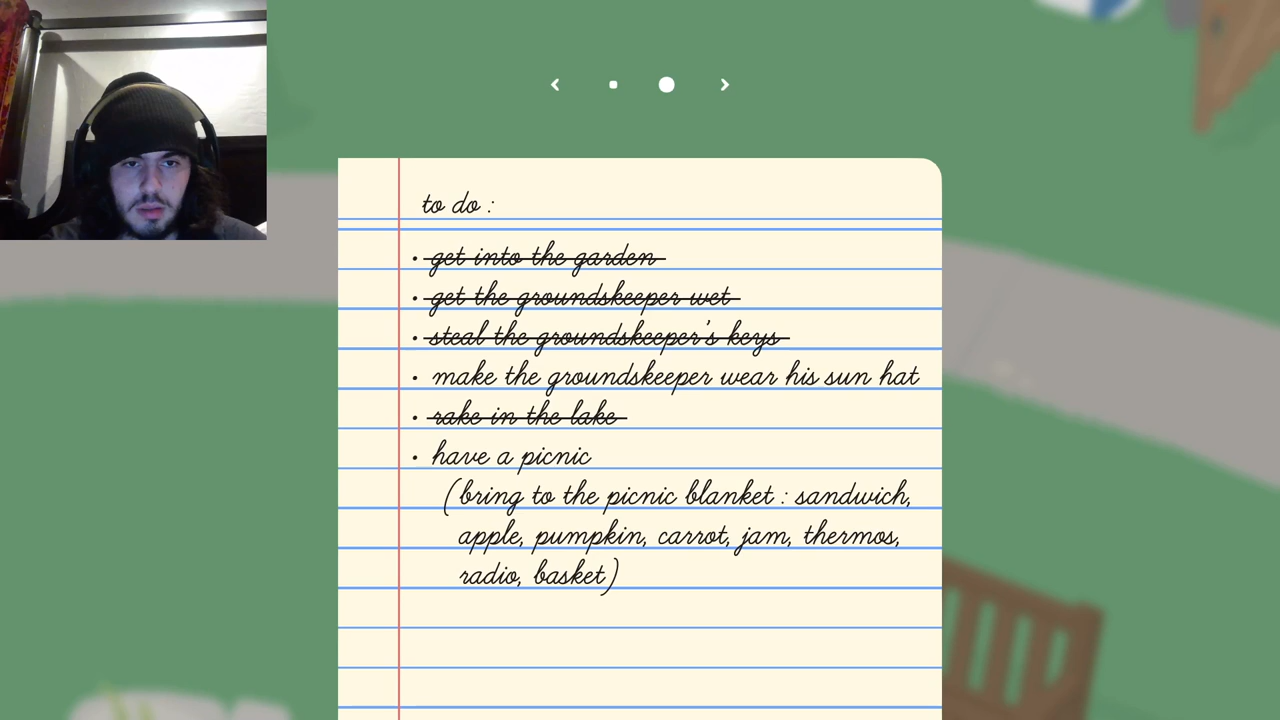 to do :
• get into the garden
• get the groundskeeper wet
• steal the groundskeeper's keys
• make the groundskeeper wear his sun hat
• rake in the lake
• have a picnic
(bring to the picnic blanket : sandwich,
apple, pumpkin, carrot, jam, thermos,
radio, basket)